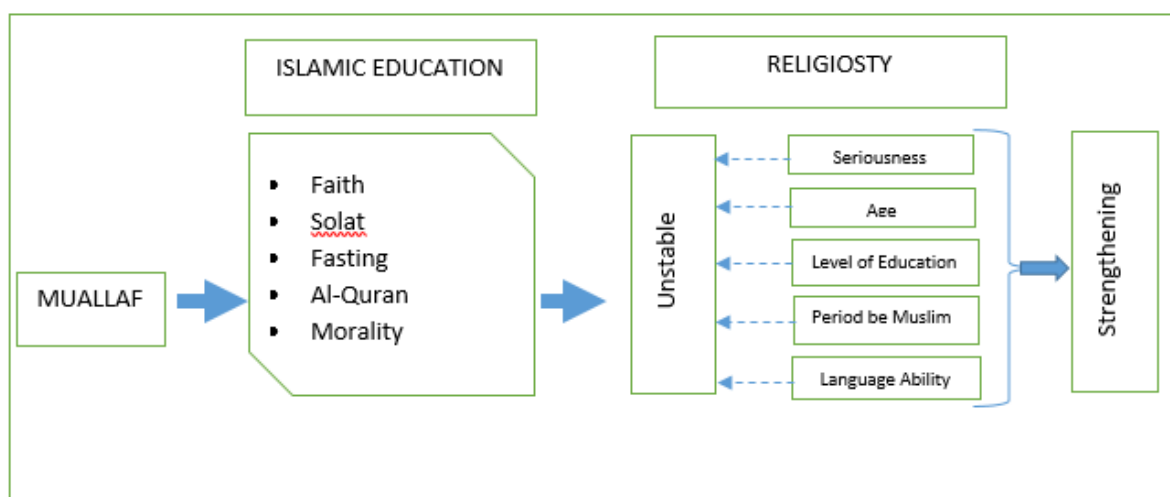 ISLAMIC EDUCATION
RELIGIOSTY
MUALLAF
Faith
Solat
Fasting
Al-Quran
Morality
Unstable
Seriousness
Age
Level of Education
Period be Muslim
Language Ability
Strengthening